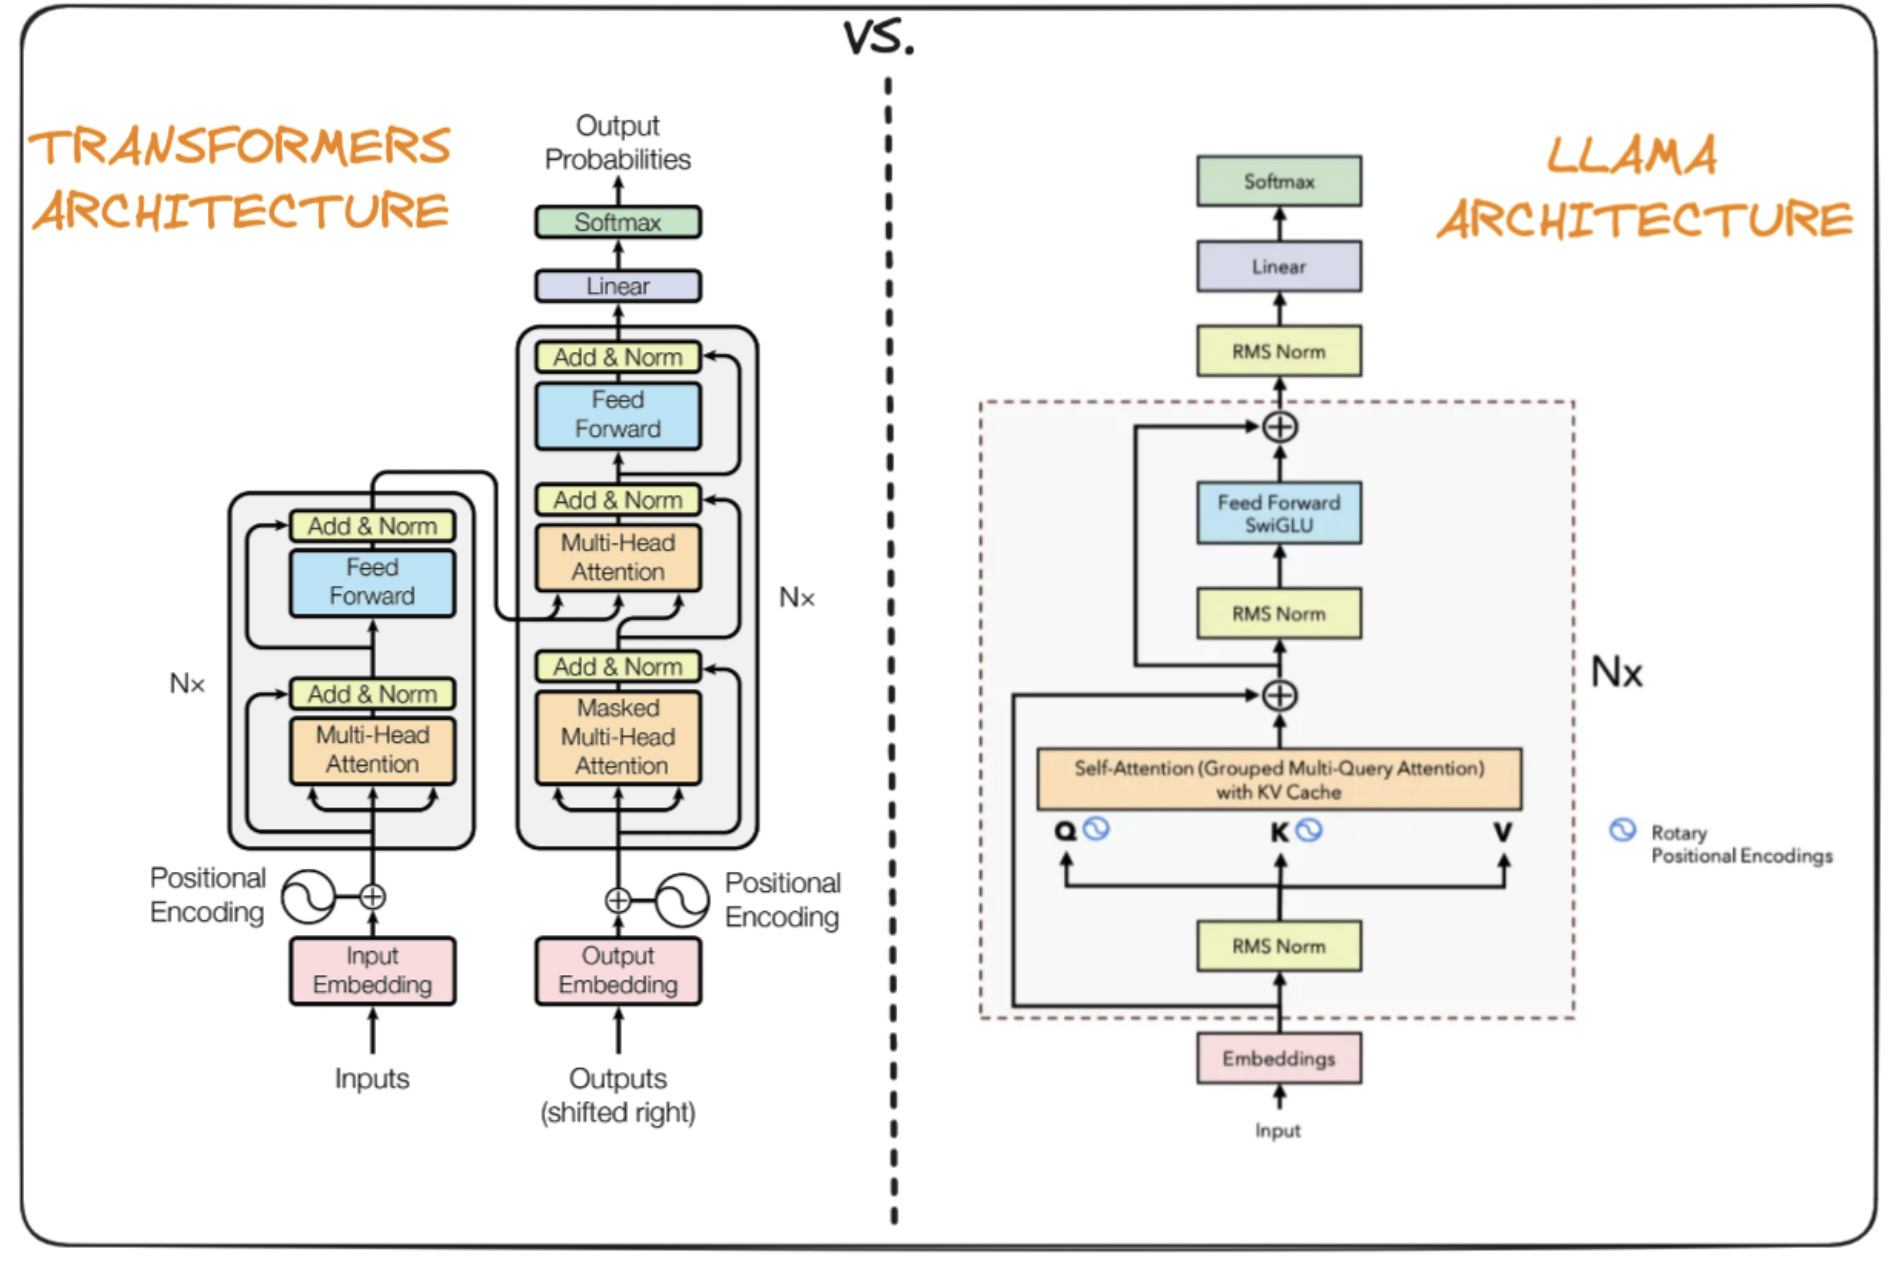 VS.
TRANSFORMERS
ARCHITECTURE
Output
Probabilities
Softmax
Linear
Add & Norm
Feed
Forward
Add & Norm
Multi-Head
Attention
Add & Norm
Masked
Multi-Head
Attention
N×
Add & Norm
Feed
Forward
Add & Norm
Multi-Head
Attention
N×
Positional
Encoding
Positional
Encoding
Input
Embedding
Output
Embedding
Inputs
Outputs
(shifted right)
LLAMA
ARCHITECTURE
Softmax
Linear
RMS Norm
Feed Forward
SwiGLU
RMS Norm
Nx
Self-Attention (Grouped Multi-Query Attention)
with KV Cache
Q K V
Rotary
Positional Encodings
RMS Norm
Embeddings
Input